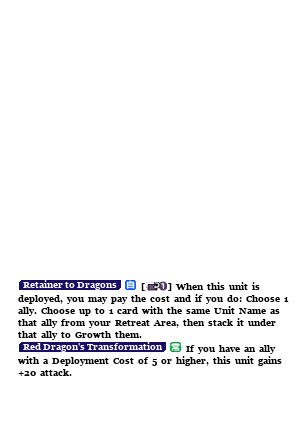 Retainer to Dragons [1] When this unit is
deployed, you may pay the cost and if you do: Choose 1
ally. Choose up to 1 card with the same Unit Name as
that ally from your Retreat Area, then stack it under
that ally to Growth them.
Red Dragon's Transformation If you have an ally
with a Deployment Cost of 5 or higher, this unit gains
+20 attack.